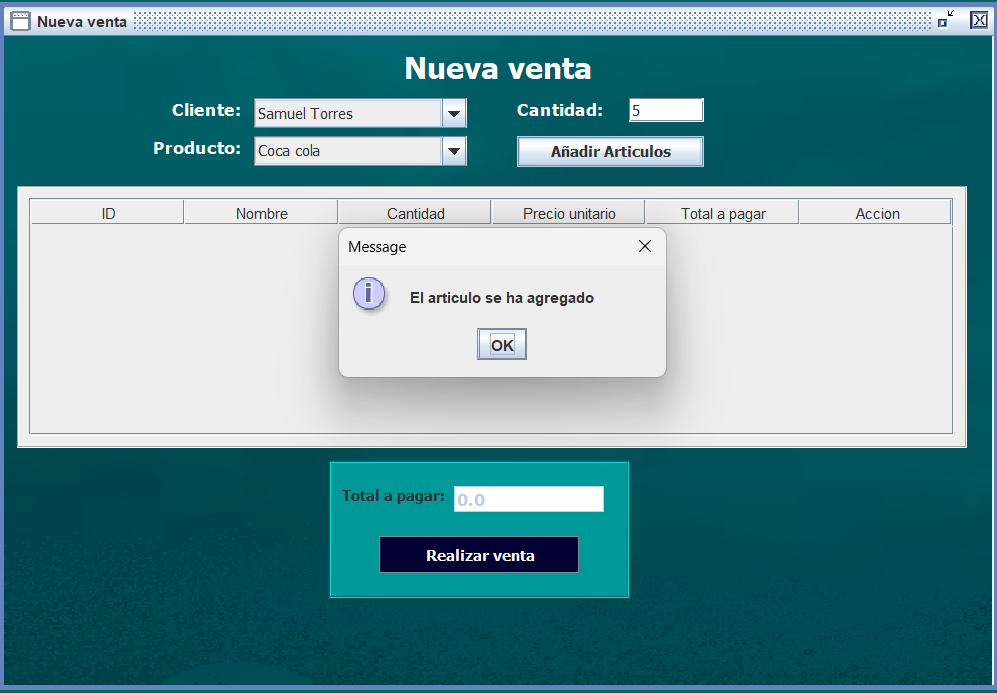 Nueva venta
Nueva venta
Cliente: Samuel Torres Cantidad: 5
Producto: Coca cola Añadir Articulos
ID Nombre Cantidad Precio unitario Total a pagar Accion
Message
i El articulo se ha agregado
OK
Total a pagar: 0.0
Realizar venta